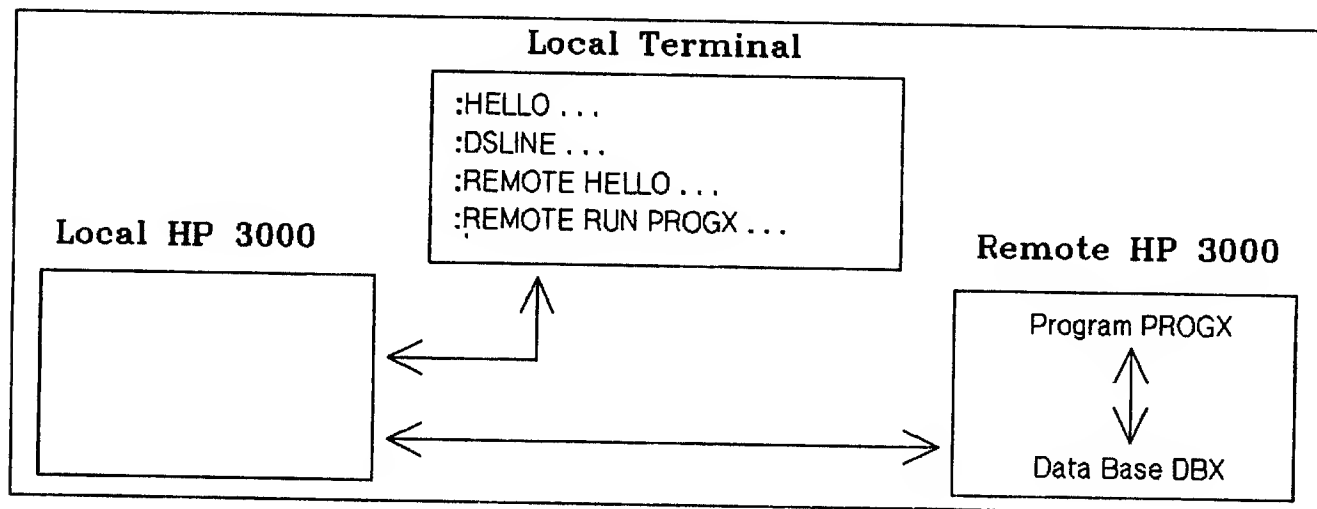 Local Terminal
:HELLO . . .
:DSLINE . . .
:REMOTE HELLO . . .
:REMOTE RUN PROGX . . .
Local HP 3000
Remote HP 3000
Program PROGX
Data Base DBX